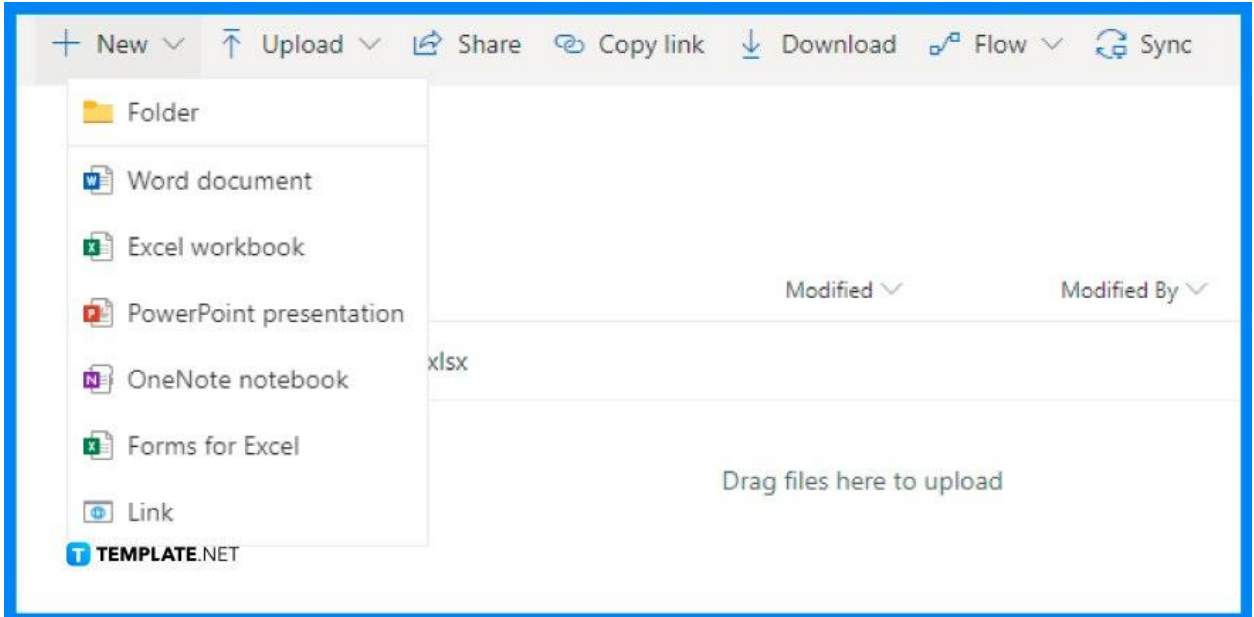 New Upload Share Copy link Download Flow Sync
Folder
Word document
Excel workbook
PowerPoint presentation
OneNote notebook
Forms for Excel
Link
Modified Modified By
xlsx
Drag files here to upload
T TEMPLATE.NET